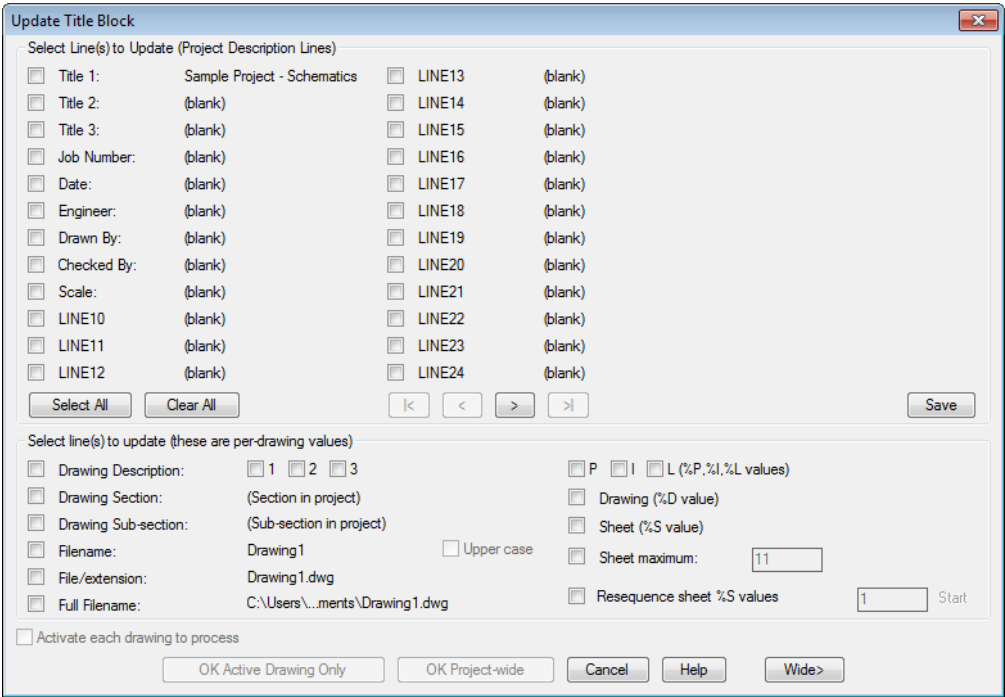 Update Title Block
Select Line(s) to Update (Project Description Lines)
Title 1: Sample Project - Schematics LINE13 (blank)
Title 2: (blank) LINE14 (blank)
Title 3: (blank) LINE15 (blank)
Job Number: (blank) LINE16 (blank)
Date: (blank) LINE17 (blank)
Engineer: (blank) LINE18 (blank)
Drawn By: (blank) LINE19 (blank)
Checked By: (blank) LINE20 (blank)
Scale: (blank) LINE21 (blank)
LINE10 (blank) LINE22 (blank)
LINE11 (blank) LINE23 (blank)
LINE12 (blank) LINE24 (blank)
Select All Clear All |< < > >| Save
Select line(s) to update (these are per-drawing values)
Drawing Description: 1 2 3 P I L (%P,%I,%L values)
Drawing Section: (Section in project) Drawing (%D value)
Drawing Sub-section: (Sub-section in project) Sheet (%S value)
Filename: Drawing1 Upper case Sheet maximum: 11
File/extension: Drawing1.dwg
Full Filename: C:\Users\...ments\Drawing1.dwg Resequence sheet %S values 1 Start
Activate each drawing to process
OK Active Drawing Only OK Project-wide Cancel Help Wide>